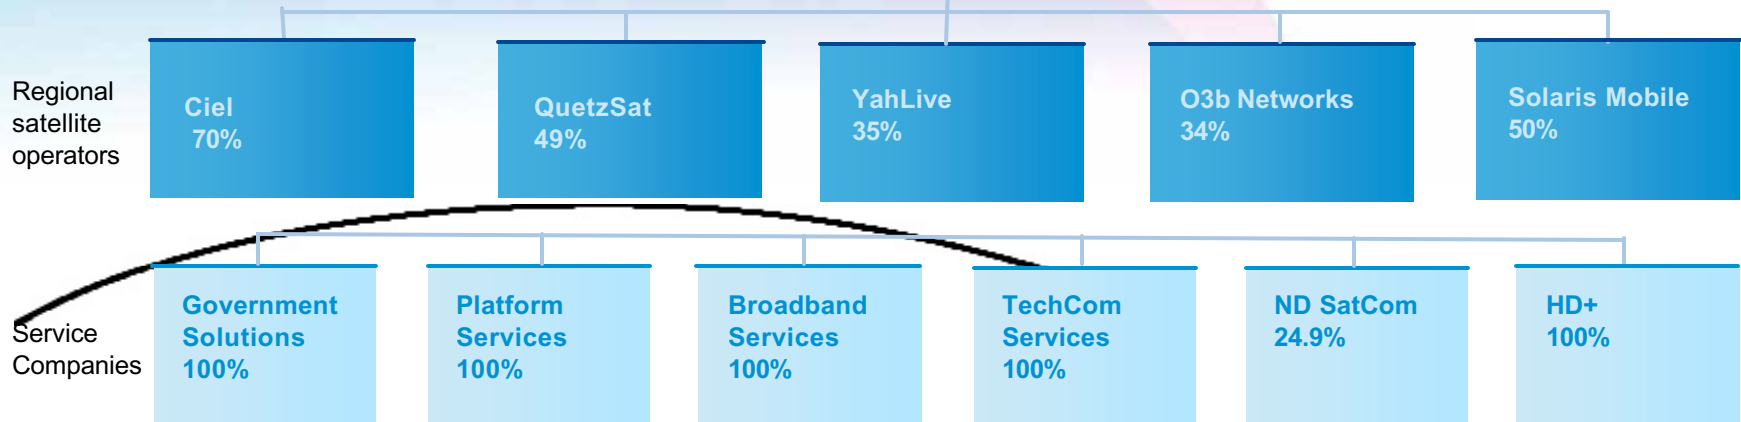 Regional
satellite
operators
Ciel
70%
QuetzSat
49%
YahLive
35%
O3b Networks
34%
Solaris Mobile
50%
Service
Companies
Government
Solutions
100%
Platform
Services
100%
Broadband
Services
100%
TechCom
Services
100%
ND SatCom
24.9%
HD+
100%